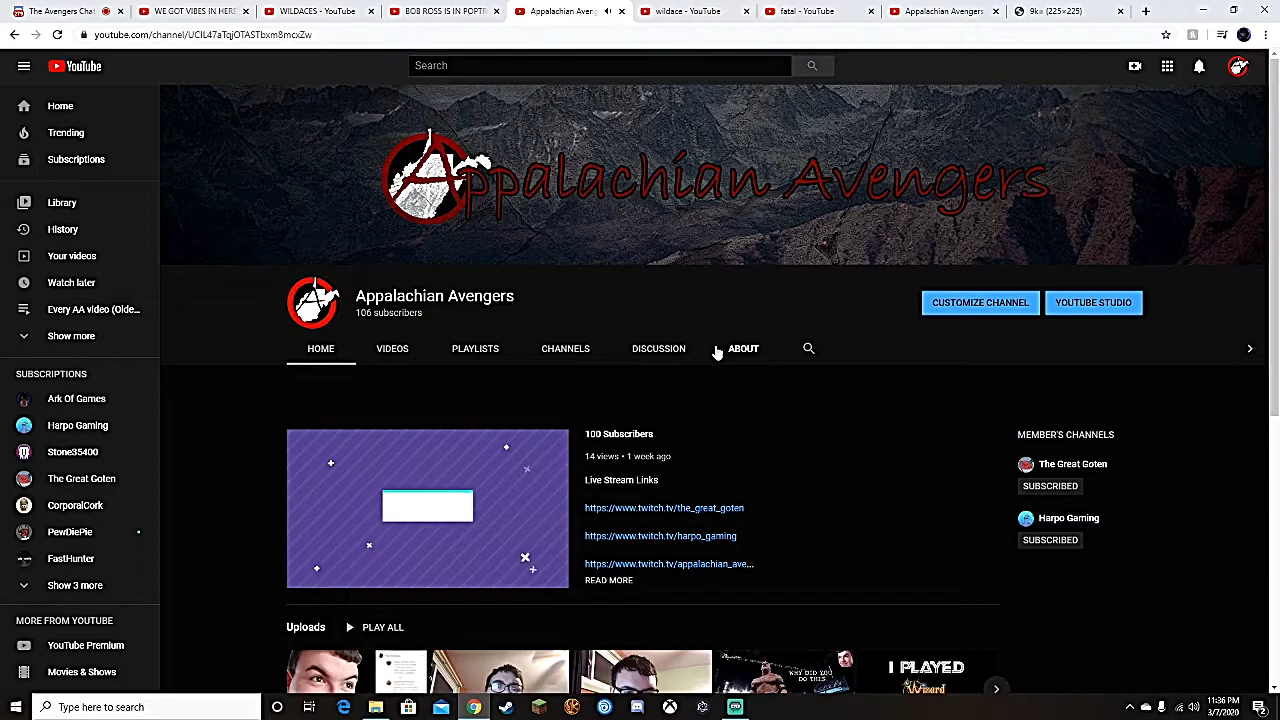 The Avengers Chat
WE GOT VIBES IN HERE
WILDACES - YouTube
BOB ROSS IS IN POPTR
Appalachian Aveng
wildace - YouTube
fatal - YouTube
Appalachian Avengers
9kii (225×225)
youtube.com/channel/UCIL47aTqjOTASTbxm8mcxZw
YouTube
Search
Home
Trending
Subscriptions
Library
History
Your videos
Watch later
Every AA video (Olde...
Show more
SUBSCRIPTIONS
Ark Of Games
Harpo Gaming
Stone35400
The Great Goten
CorporalCork
PewDiePie
FastHunter
Show 3 more
MORE FROM YOUTUBE
YouTube Premium
Movies & Shows
Appalachian Avengers
Appalachian Avengers
106 subscribers
CUSTOMIZE CHANNEL
YOUTUBE STUDIO
HOME
VIDEOS
PLAYLISTS
CHANNELS
DISCUSSION
ABOUT
100 Subscribers
14 views • 1 week ago
Live Stream Links
https://www.twitch.tv/the_great_goten
https://www.twitch.tv/harpo_gaming
https://www.twitch.tv/appalachian_ave...
READ MORE
MEMBER'S CHANNELS
The Great Goten
SUBSCRIBED
Harpo Gaming
SUBSCRIBED
Uploads
PLAY ALL
I PRAYED
Type here to search
11:36 PM
3/7/2020